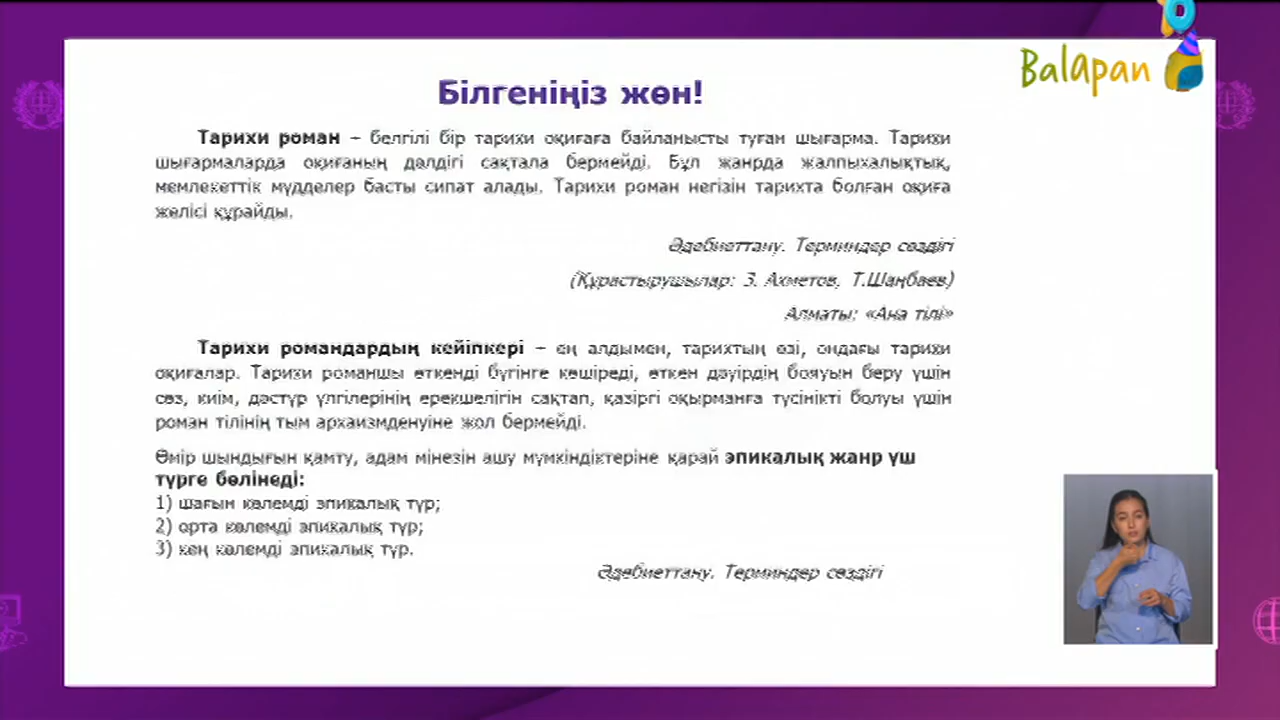 Balapan
Білгеніңіз жөн!
Тарихи роман – белгілі бір тарихи оқиғаға байланысты туған шығарма. Тарихи
шығармаларда оқиғаның дәлдігі сақтала бермейді. Бұл жанрда жалпыхалықтық,
мемлекеттік мүдделер басты сипат алады. Тарихи роман негізін тарихта болған оқиға
желісі құрайды.
Әдебиеттану. Терминдер сөздігі
(Құрастырушылар: З. Ахметов, Т.Шаңбаев)
Алматы: «Ана тілі»
Тарихи романдардың кейіпкері – ең алдымен, тарихтың өзі, ондағы тарихи
оқиғалар. Тарихи романшы өткенді бүгінге көшіреді, өткен дәуірдің бояуын беру үшін
сөз, киім, дәстүр үлгілерінің ерекшелігін сақтап, қазіргі оқырманға түсінікті болуы үшін
роман тілінің тым архаизмденуіне жол бермейді.
Өмір шындығын қамту, адам мінезін ашу мүмкіндіктеріне қарай эпикалық жанр үш
түрге бөлінеді:
1) шағын көлемді эпикалық түр;
2) орта көлемді эпикалық түр;
3) кең көлемді эпикалық түр.
Әдебиеттану. Терминдер сөздігі